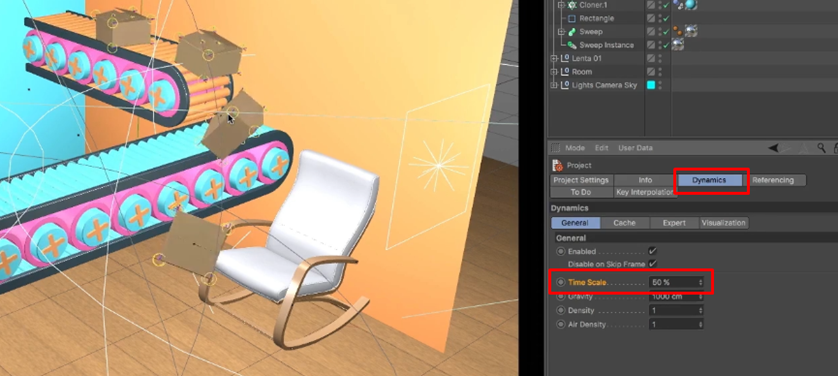 Cloner.1
Rectangle
Sweep
Sweep Instance
Lenta 01
Room
Lights Camera Sky
Mode Edit User Data
Project
Project Settings Info Dynamics Referencing
To Do Key Interpolation
Dynamics
General Cache Expert Visualization
General
Enabled
Disable on Skip Frame
Time Scale 50 %
Gravity 1000 cm
Density 1
Air Density 1